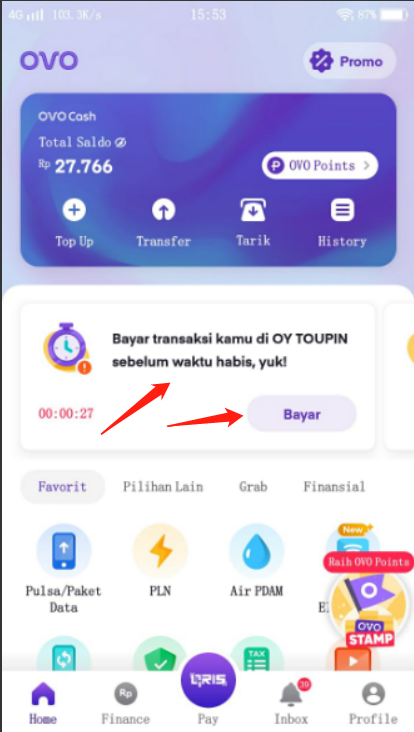 4G 103.3K/s 15:53 87%
OVO
Promo
OVO Cash
Total Saldo
Rp 27.766
P OVO Points >
Top Up Transfer Tarik History
Bayar transaksi kamu di OY TOUPIN
sebelum waktu habis, yuk!
00:00:27
Bayar
Favorit Pilihan Lain Grab Finansial
New
Raih OVO Points
Pulsa/Paket
Data
PLN
Air PDAM
OVO
STAMP
TAX
QRIS
Rp
39
Home Finance Pay Inbox Profile